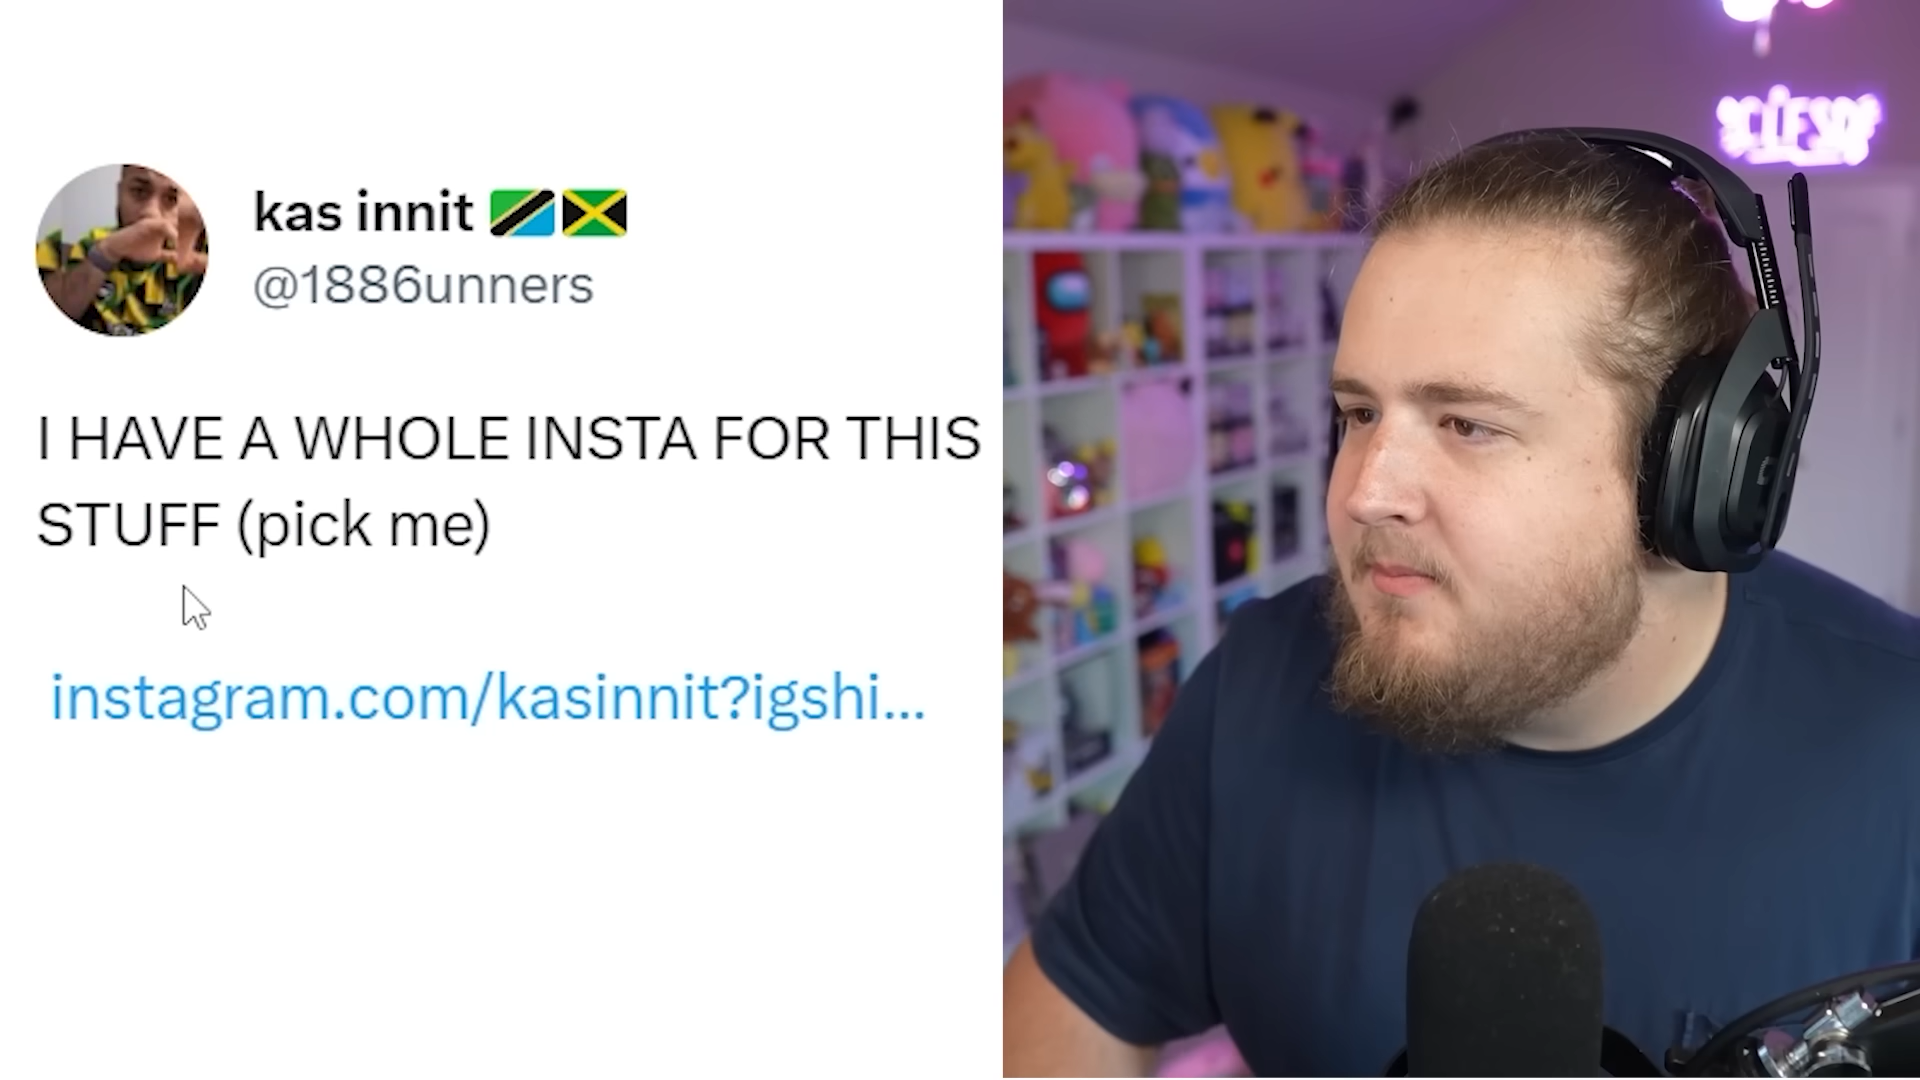 kas innit
@1886unners
I HAVE A WHOLE INSTA FOR THIS
STUFF (pick me)
instagram.com/kasinnit?igshi...